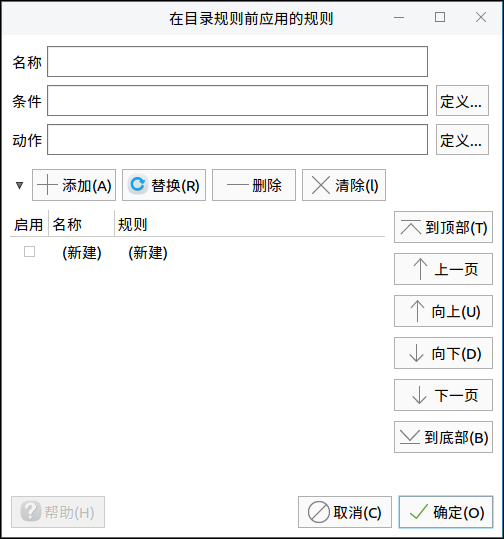 在目录规则前应用的规则
名称
条件 定义...
动作 定义...
添加(A) 替换(R) 删除 清除(l)
启用 名称 规则
(新建) (新建)
到顶部(T)
上一页
向上(U)
向下(D)
下一页
到底部(B)
帮助(H) 取消(C) 确定(O)